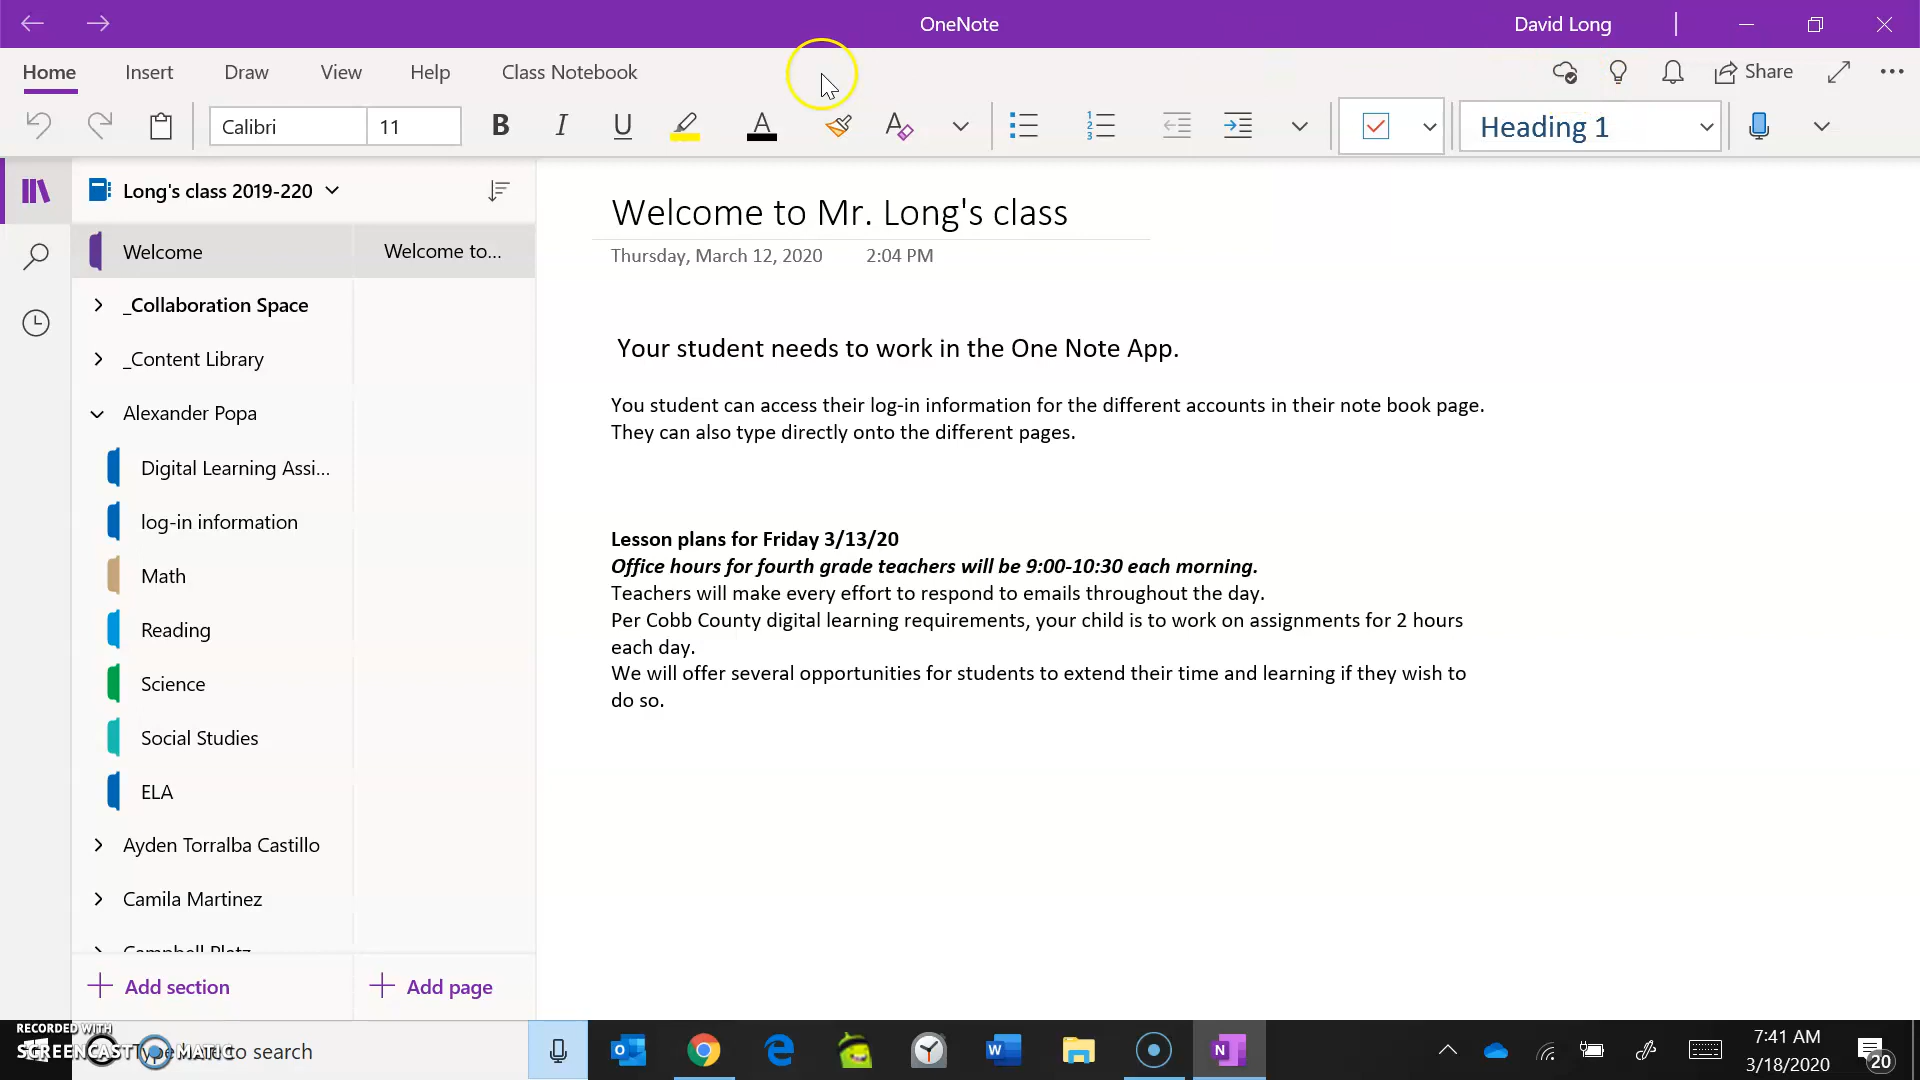 OneNote
David Long
Home
Insert
Draw
View
Help
Class Notebook
Share
Calibri
11
Heading 1
Long's class 2019-220
Welcome
Welcome to...
_Collaboration Space
_Content Library
Alexander Popa
Digital Learning Assi...
log-in information
Math
Reading
Science
Social Studies
ELA
Ayden Torralba Castillo
Camila Martinez
Add section
Add page
Welcome to Mr. Long's class
Thursday, March 12, 2020 2:04 PM
Your student needs to work in the One Note App.
You student can access their log-in information for the different accounts in their note book page.
They can also type directly onto the different pages.
Lesson plans for Friday 3/13/20
Office hours for fourth grade teachers will be 9:00-10:30 each morning.
Teachers will make every effort to respond to emails throughout the day.
Per Cobb County digital learning requirements, your child is to work on assignments for 2 hours
each day.
We will offer several opportunities for students to extend their time and learning if they wish to
do so.
RECORDED WITH
SCREENCAST MATIC
to search
7:41 AM
3/18/2020
20